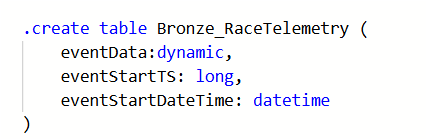 .create table Bronze_RaceTelemetry (
    eventData:dynamic,
    eventStartTS: long,
    eventStartDateTime: datetime
)